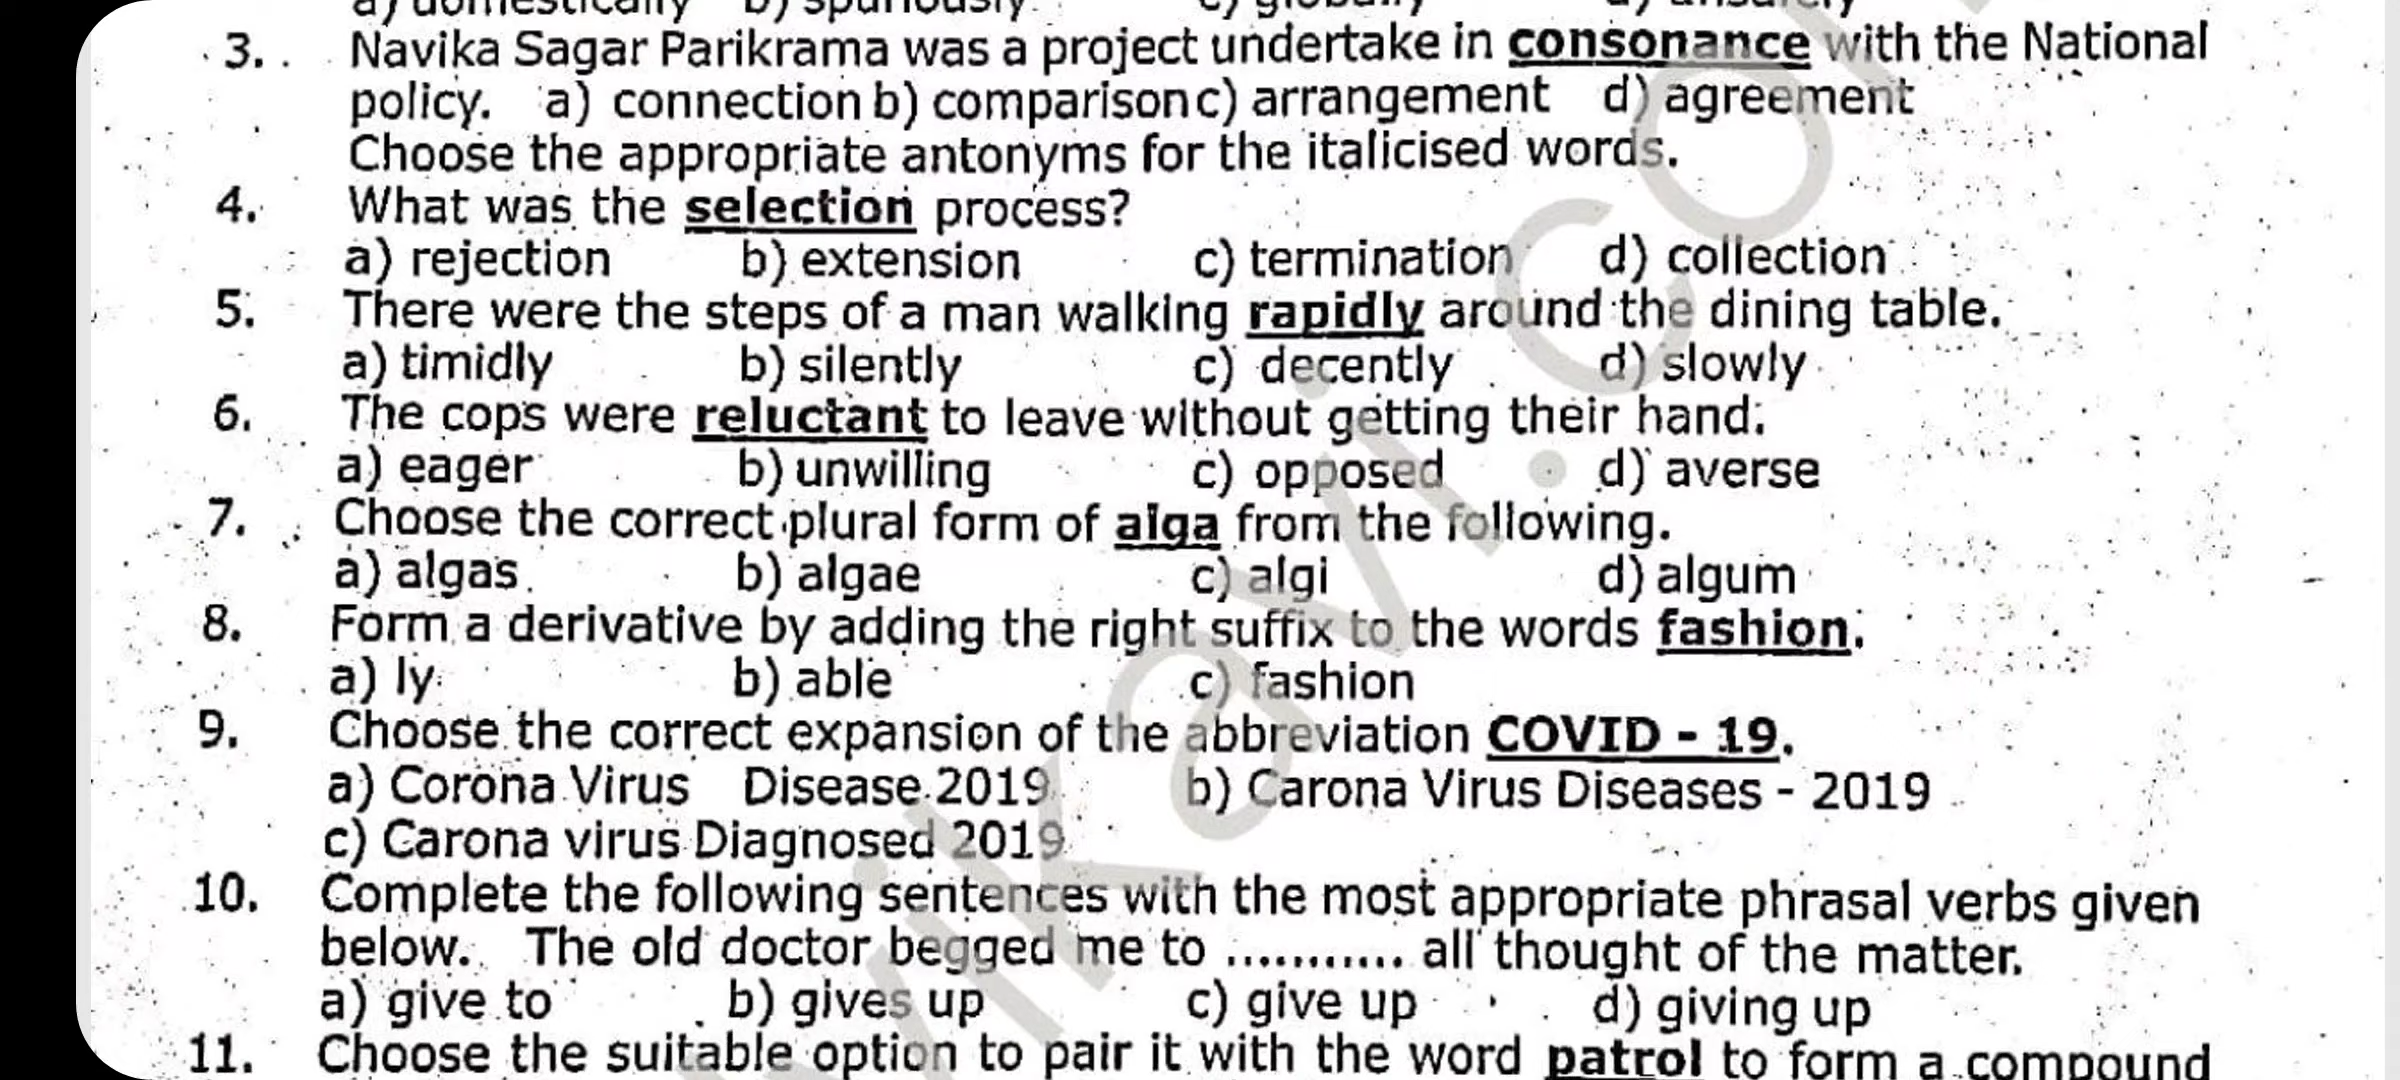 a) domestically b) spuriously c) globally
3. Navika Sagar Parikrama was a project undertake in consonance with the National
policy. a) connection b) comparison c) arrangement d) agreement
Choose the appropriate antonyms for the italicised words.
4. What was the selection process?
a) rejection b) extension c) termination d) collection
5. There were the steps of a man walking rapidly around the dining table.
a) timidly b) silently c) decently d) slowly
6. The cops were reluctant to leave without getting their hand.
a) eager b) unwilling c) opposed d) averse
7. Choose the correct plural form of alga from the following.
a) algas b) algae c) algi d) algum
8. Form a derivative by adding the right suffix to the words fashion.
a) ly b) able c) fashion
9. Choose the correct expansion of the abbreviation COVID - 19.
a) Corona Virus Disease 2019 b) Carona Virus Diseases - 2019
c) Carona virus Diagnosed 2019
10. Complete the following sentences with the most appropriate phrasal verbs given
below. The old doctor begged me to ............ all thought of the matter.
a) give to b) gives up c) give up d) giving up
11. Choose the suitable option to pair it with the word patrol to form a compound